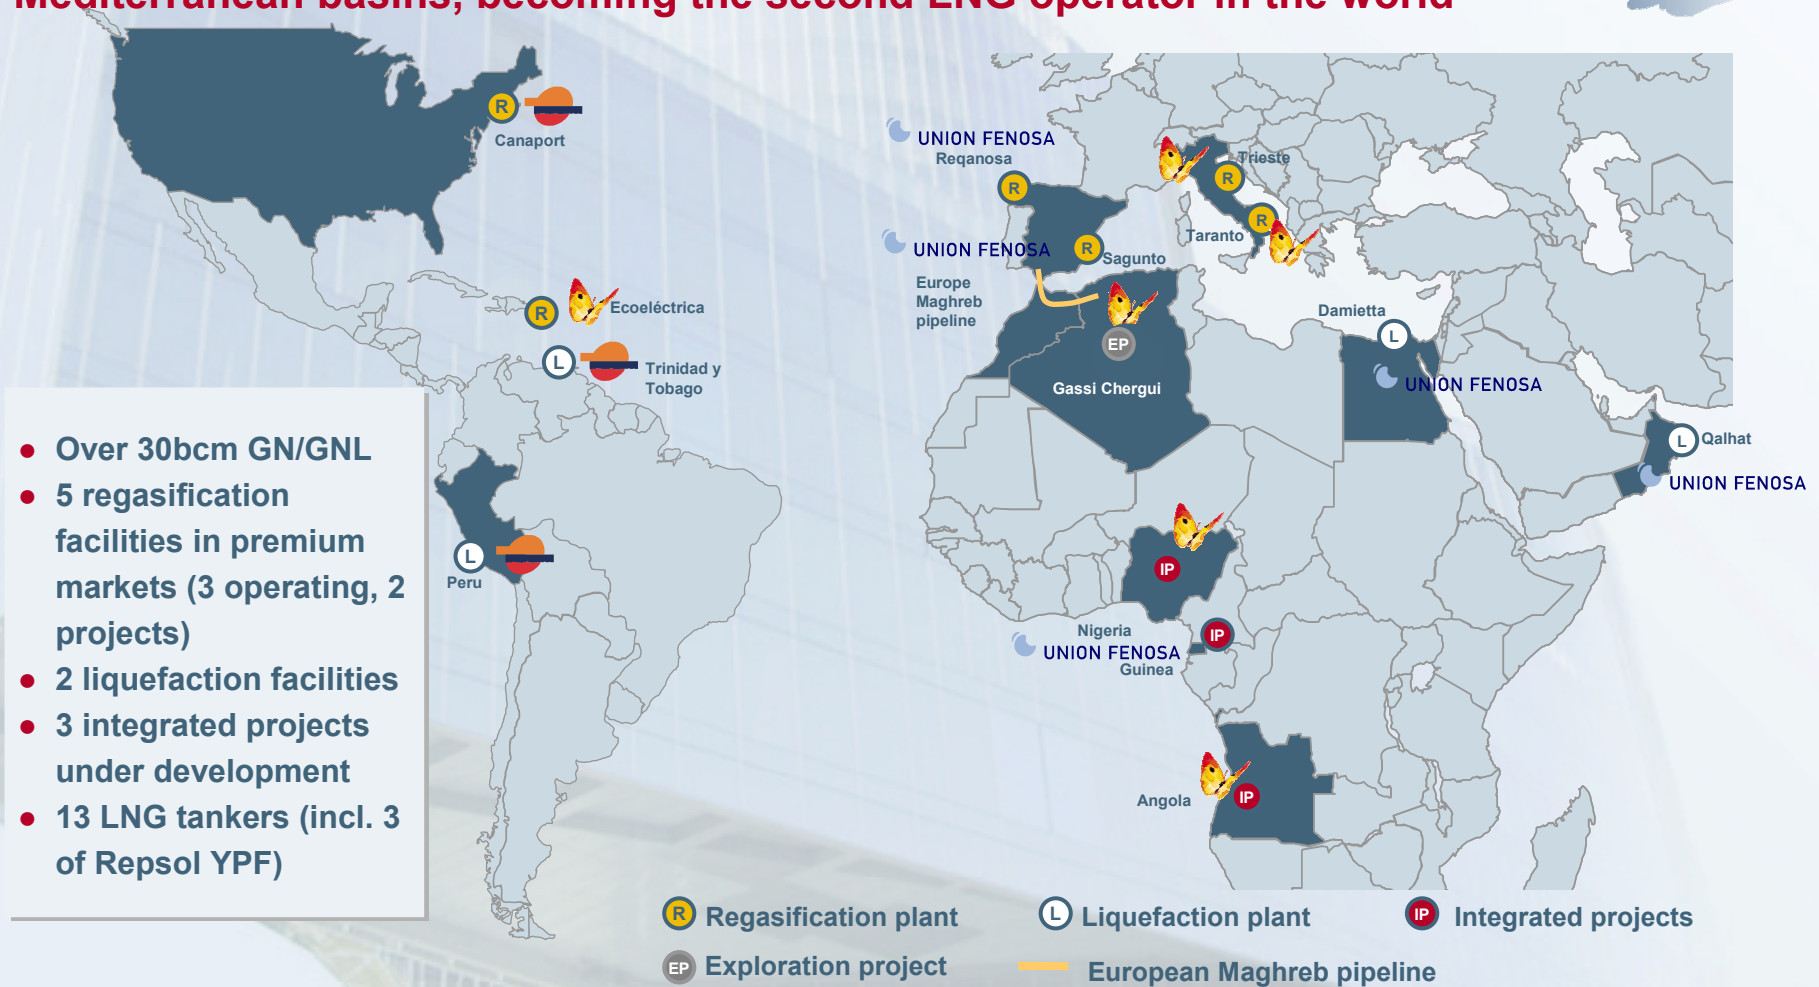 Mediterranean basins, becoming the second LNG operator in the world
R
Canaport
R
Ecoeléctrica
L
Trinidad y
Tobago
L
Peru
UNION FENOSA
Reqanosa
R
UNION FENOSA
R
Sagunto
Europe
Maghreb
pipeline
Trieste
R
R
Taranto
EP
Gassi Chergui
Damietta
L
UNION FENOSA
L
Qalhat
UNION FENOSA
IP
Nigeria
IP
UNION FENOSA
Guinea
Angola
IP
● Over 30bcm GN/GNL
● 5 regasification
facilities in premium
markets (3 operating, 2
projects)
● 2 liquefaction facilities
● 3 integrated projects
under development
● 13 LNG tankers (incl. 3
of Repsol YPF)
R Regasification plant
L Liquefaction plant
IP Integrated projects
EP Exploration project
European Maghreb pipeline